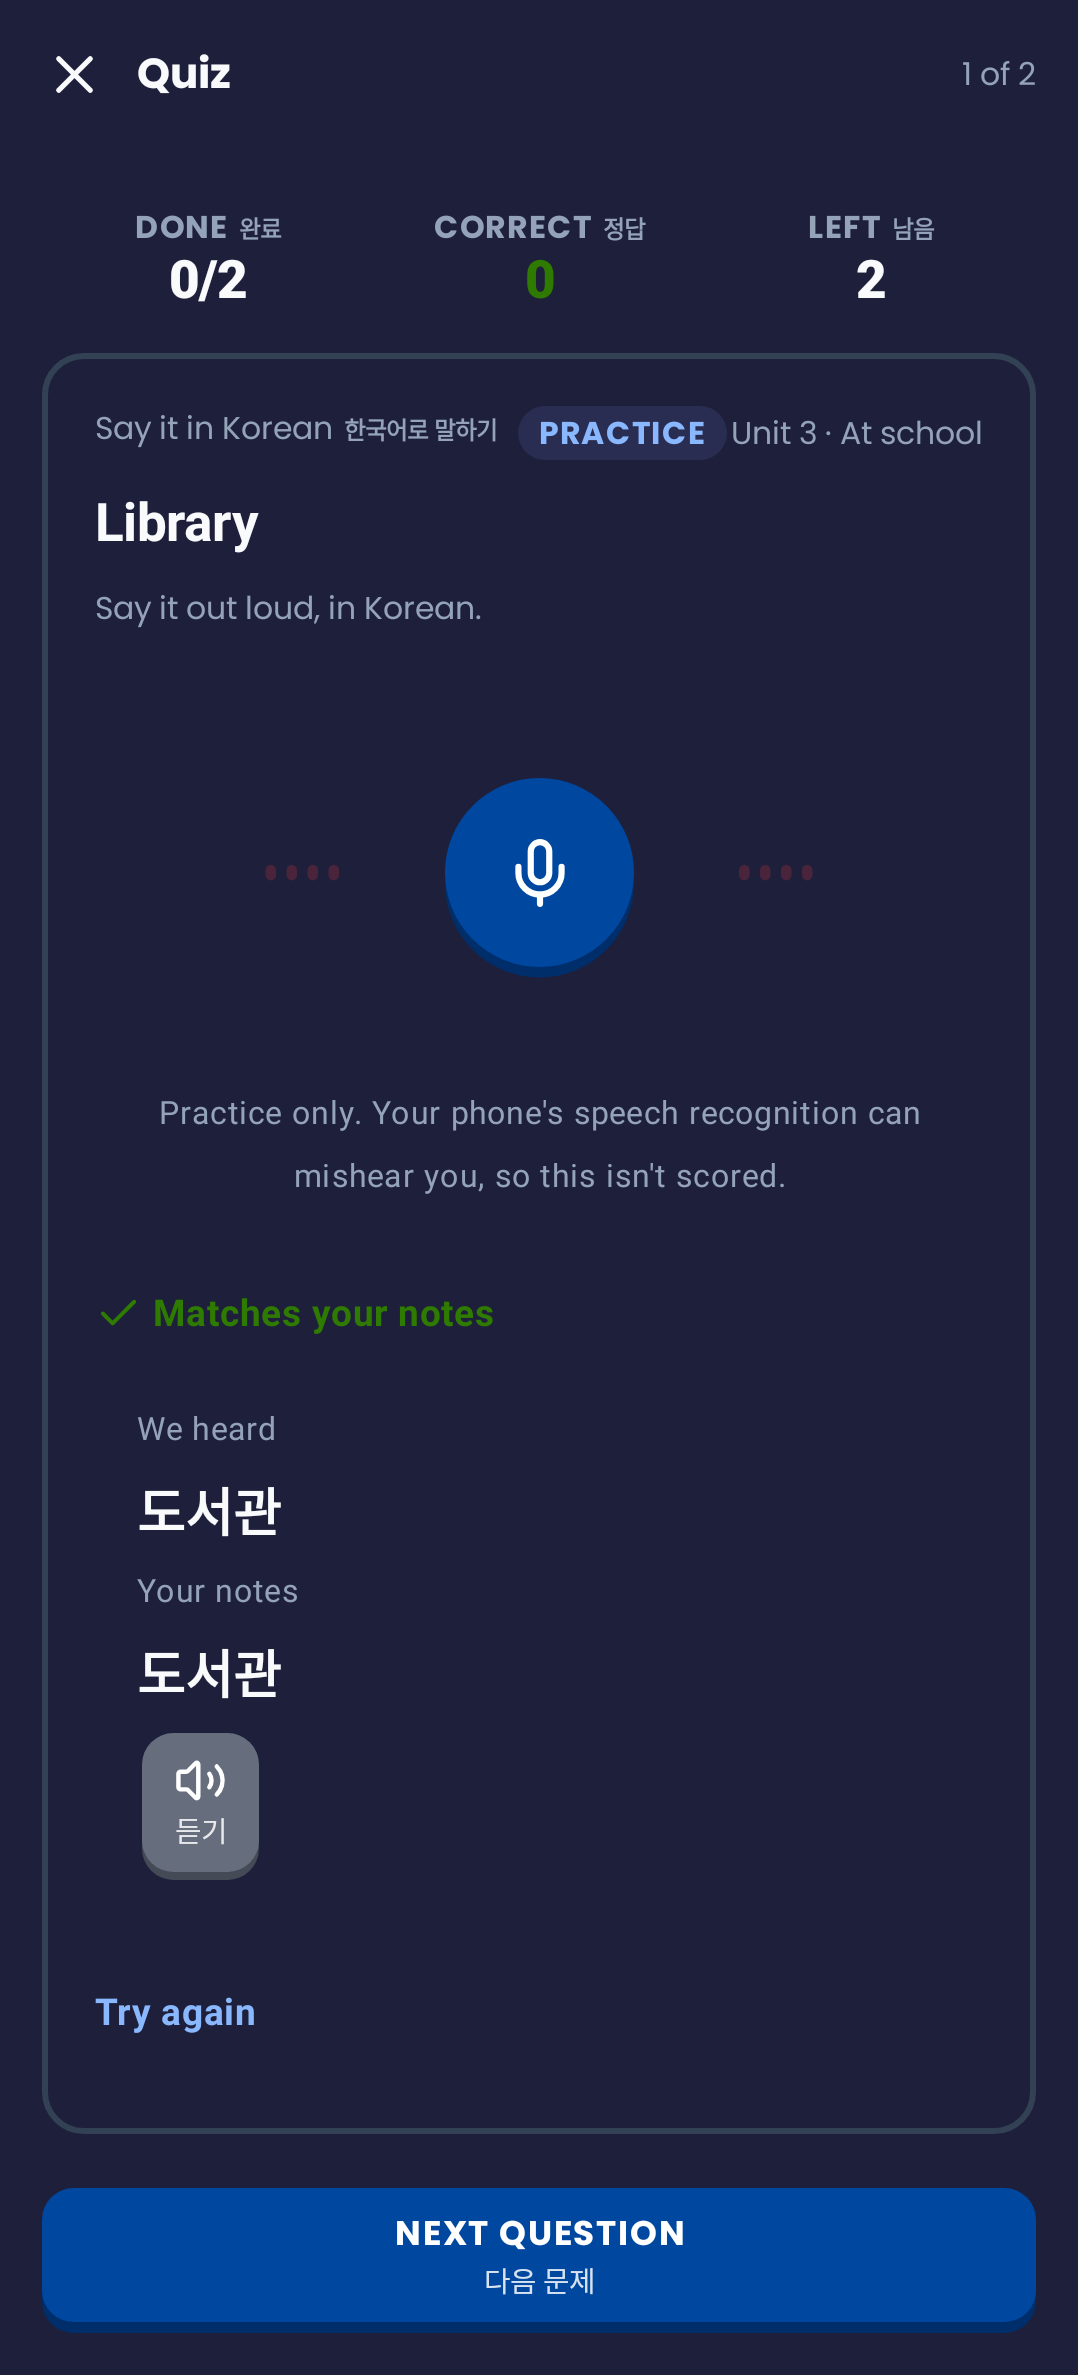 Quiz
1 of 2
DONE 완료
CORRECT 정답
LEFT 남음
0/2
0
2
Say it in Korean 한국어로 말하기
PRACTICE
Unit 3 · At school
Library
Say it out loud, in Korean.
Practice only. Your phone's speech recognition can
mishear you, so this isn't scored.
Matches your notes
We heard
도서관
Your notes
도서관
듣기
Try again
NEXT QUESTION
다음 문제